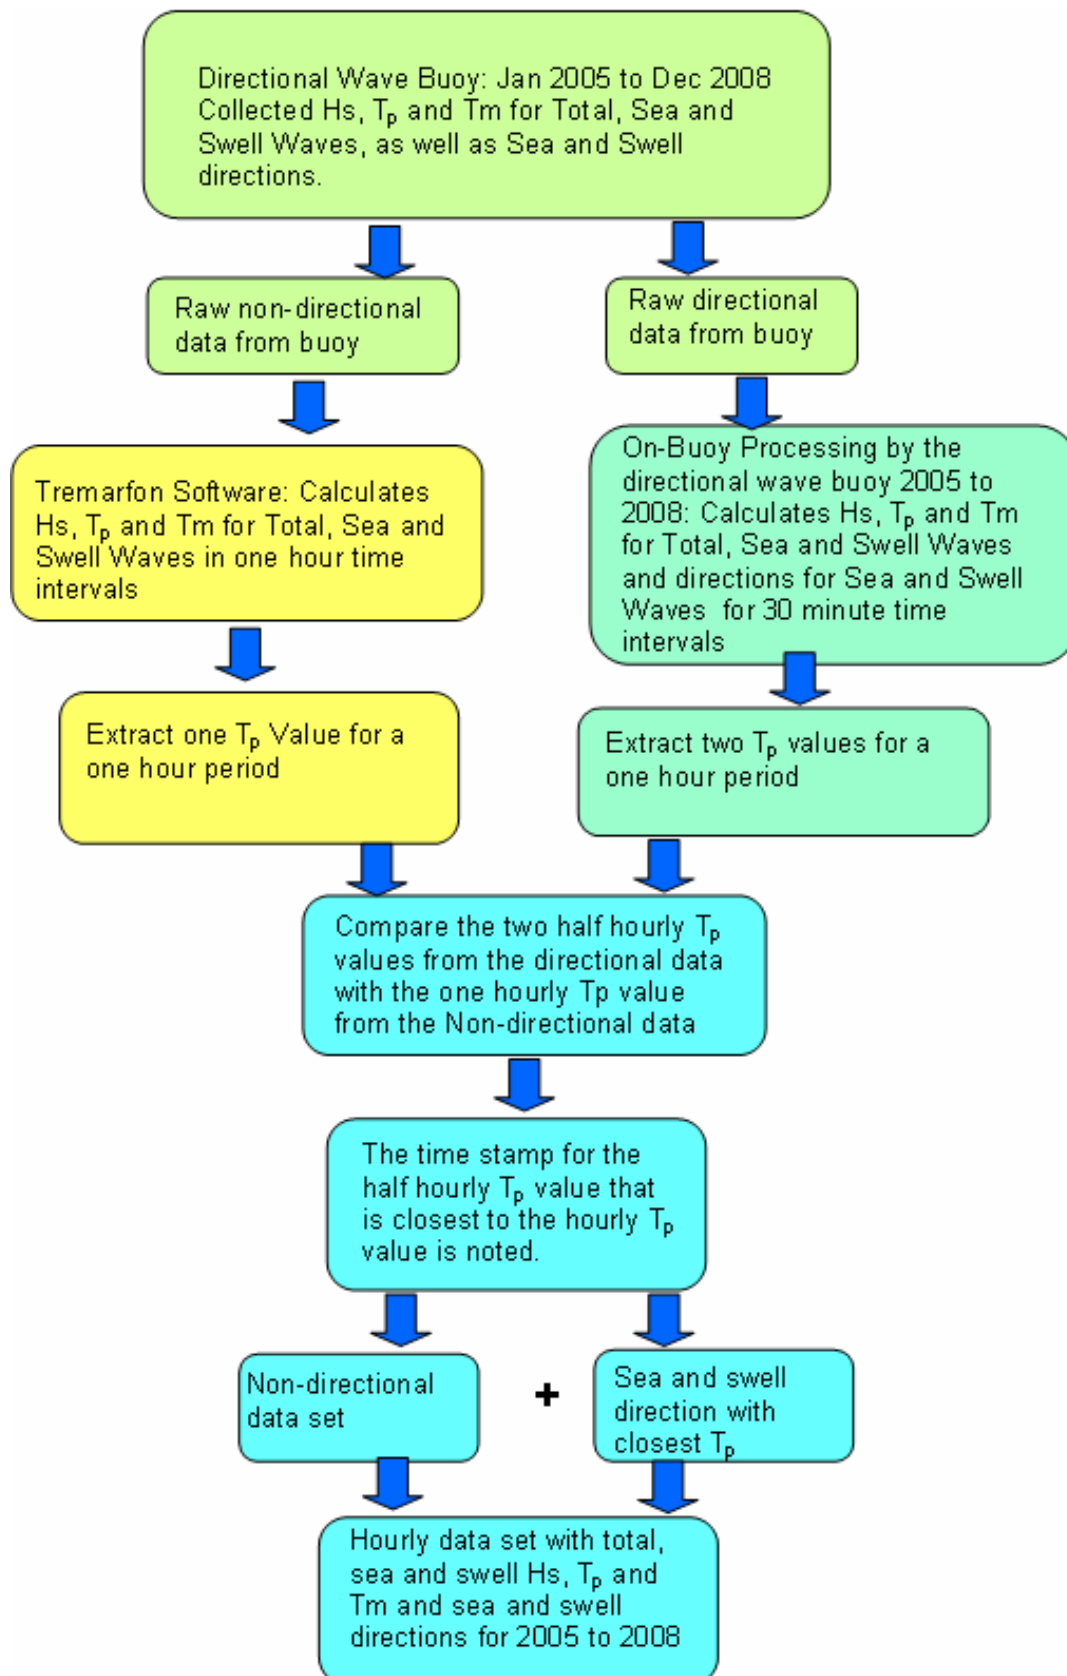 Directional Wave Buoy: Jan 2005 to Dec 2008
Collected Hs, Tp and Tm for Total, Sea and
Swell Waves, as well as Sea and Swell
directions.
Raw non-directional
data from buoy
Raw directional
data from buoy
Tremarfon Software: Calculates
Hs, Tp and Tm for Total, Sea and
Swell Waves in one hour time
intervals
On-Buoy Processing by the
directional wave buoy 2005 to
2008: Calculates Hs, Tp and Tm
for Total, Sea and Swell Waves
and directions for Sea and Swell
Waves for 30 minute time
intervals
Extract one Tp Value for a
one hour period
Extract two Tp values for a
one hour period
Compare the two half hourly Tp
values from the directional data
with the one hourly Tp value
from the Non-directional data
The time stamp for the
half hourly Tp value that
is closest to the hourly Tp
value is noted.
Non-directional
data set
+
Sea and swell
direction with
closest Tp
Hourly data set with total,
sea and swell Hs, Tp and
Tm and sea and swell
directions for 2005 to 2008